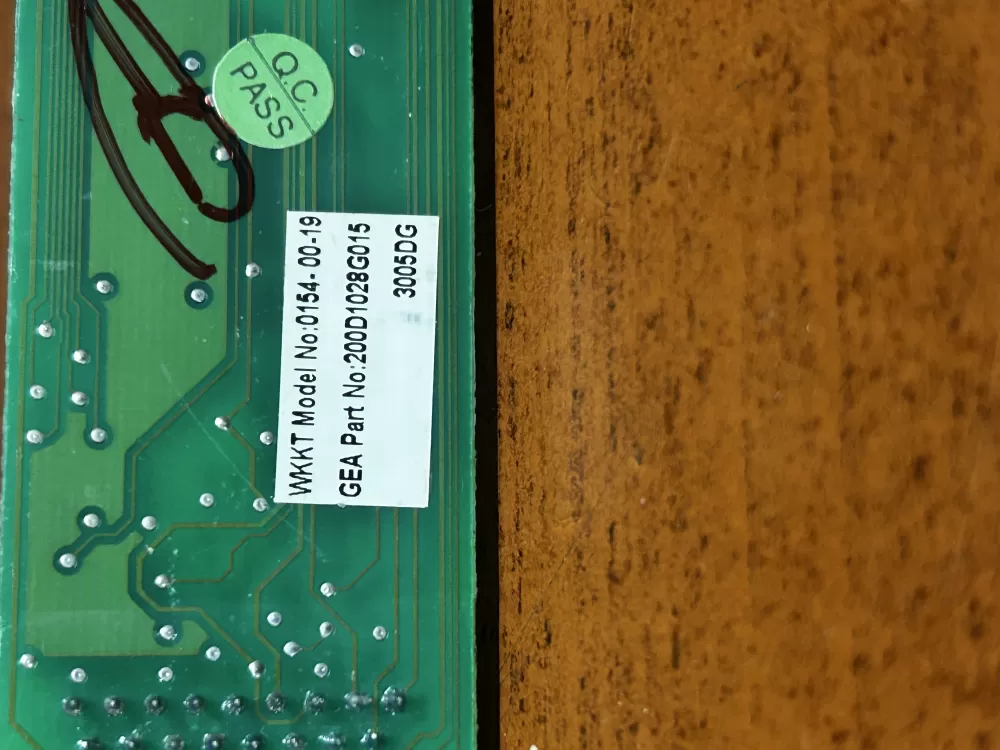 Q.C.
PASS
WKKT Model No:0154- 00-19
GEA Part No:200D1028G015
3005DG